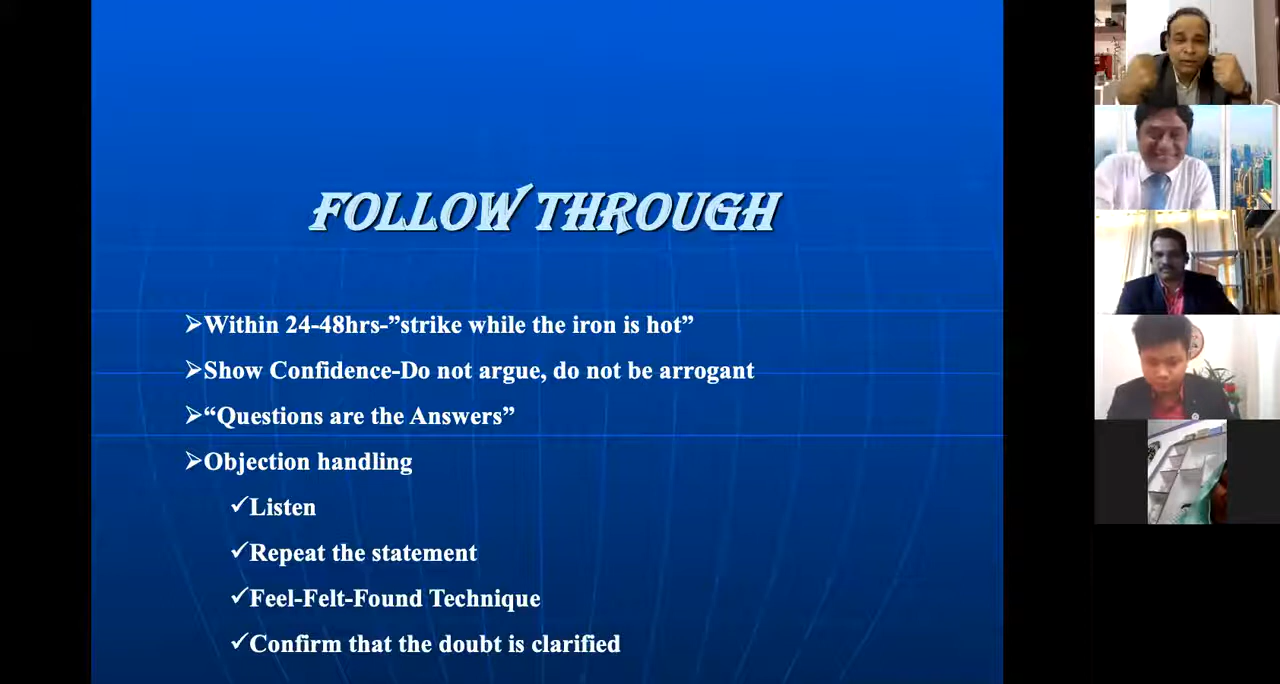 FOLLOW THROUGH
➢Within 24-48hrs-”strike while the iron is hot”
➢Show Confidence-Do not argue, do not be arrogant
➢“Questions are the Answers”
➢Objection handling
✓Listen
✓Repeat the statement
✓Feel-Felt-Found Technique
✓Confirm that the doubt is clarified